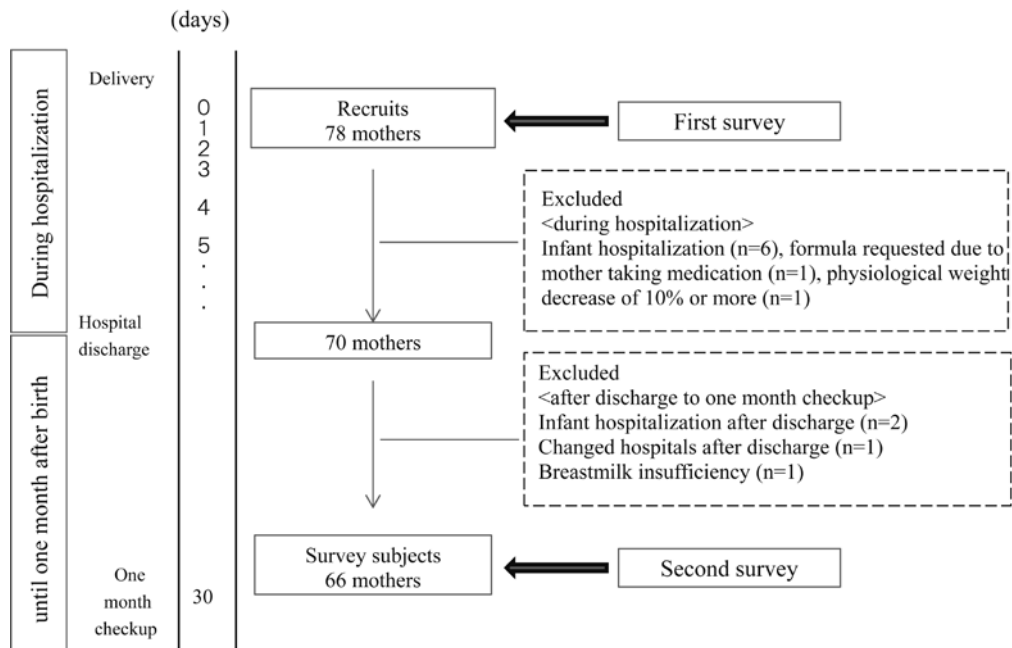 (days)
During hospitalization
Delivery
0
1
2
3
4
5
.
.
.
Recruits
78 mothers
First survey
Excluded
<during hospitalization>
Infant hospitalization (n=6), formula requested due to
mother taking medication (n=1), physiological weight
decrease of 10% or more (n=1)
Hospital
discharge
70 mothers
until one month after birth
Excluded
<after discharge to one month checkup>
Infant hospitalization after discharge (n=2)
Changed hospitals after discharge (n=1)
Breastmilk insufficiency (n=1)
Survey subjects
66 mothers
Second survey
One
month
checkup
30